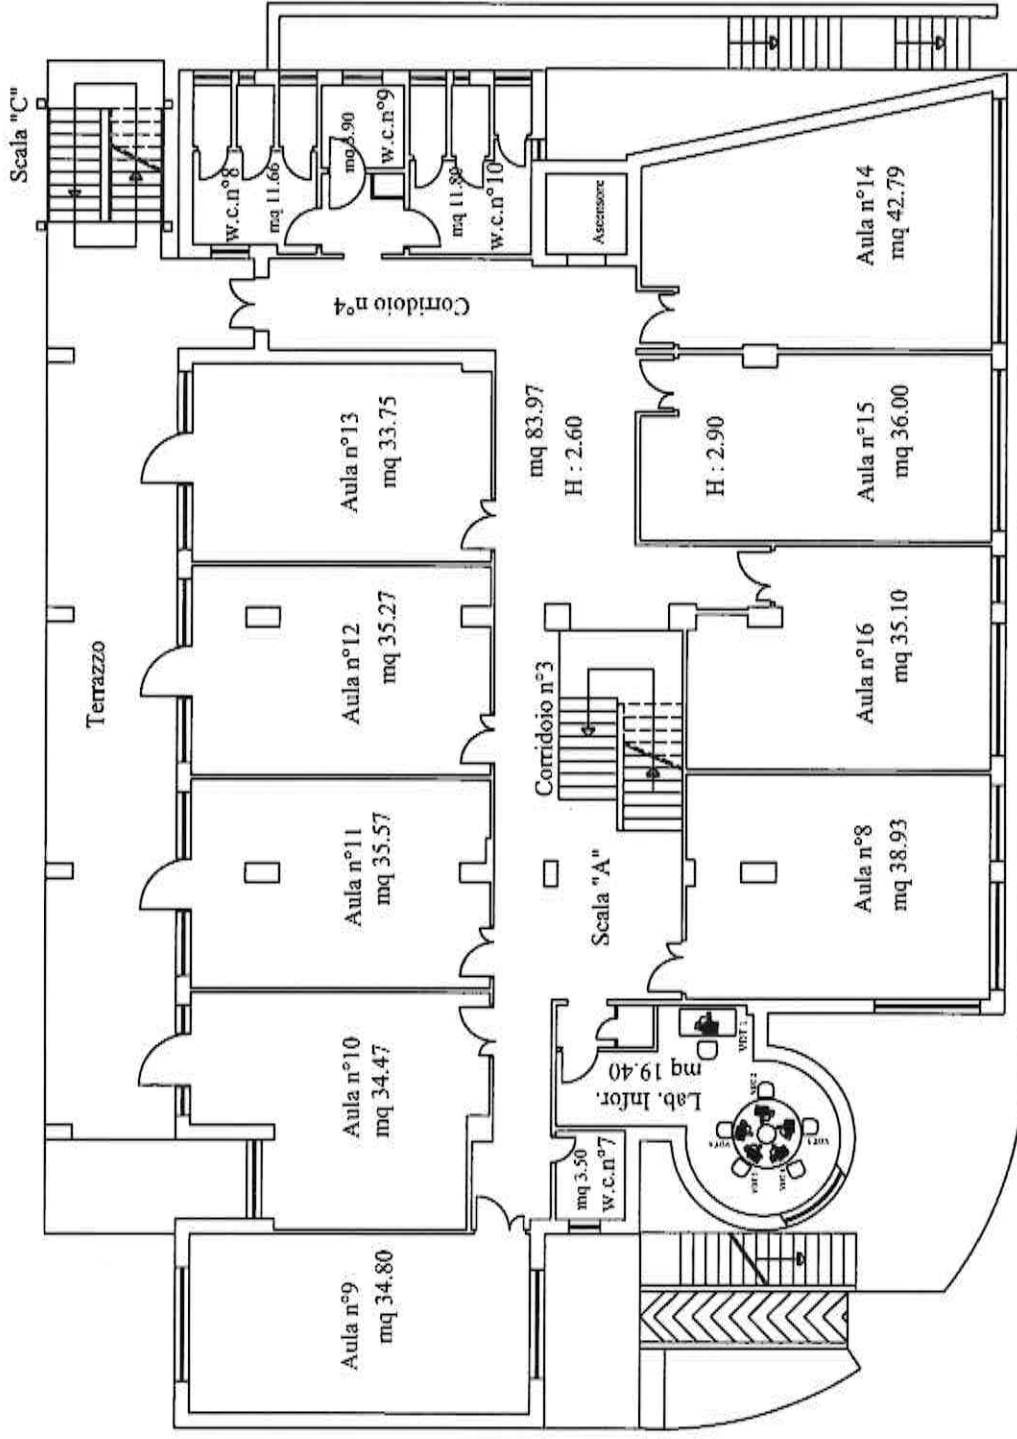 Scala "C"
w.c.n°8
mq 11.66
mq 3.90
w.c.n°9
mq 11.80
w.c.n°10
Ascensore
Aula n°14
mq 42.79
Corridoio n°4
Aula n°13
mq 33.75
mq 83.97
H : 2.60
H : 2.90
Aula n°15
mq 36.00
Terrazzo
Aula n°12
mq 35.27
Corridoio n°3
Aula n°16
mq 35.10
Aula n°11
mq 35.57
Scala "A"
Aula n°8
mq 38.93
Aula n°10
mq 34.47
Lab. Infor.
mq 19.40
VDT 1
VDT 2
mq 3.50
w.c.n°7
Aula n°9
mq 34.80